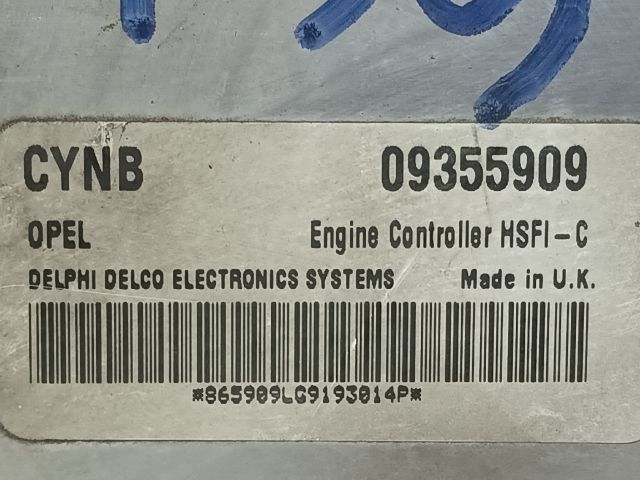 CYNB 09355909
OPEL Engine Controller HSFI-C
DELPHI DELCO ELECTRONICS SYSTEMS Made in U.K.
*865909LG9193014P*